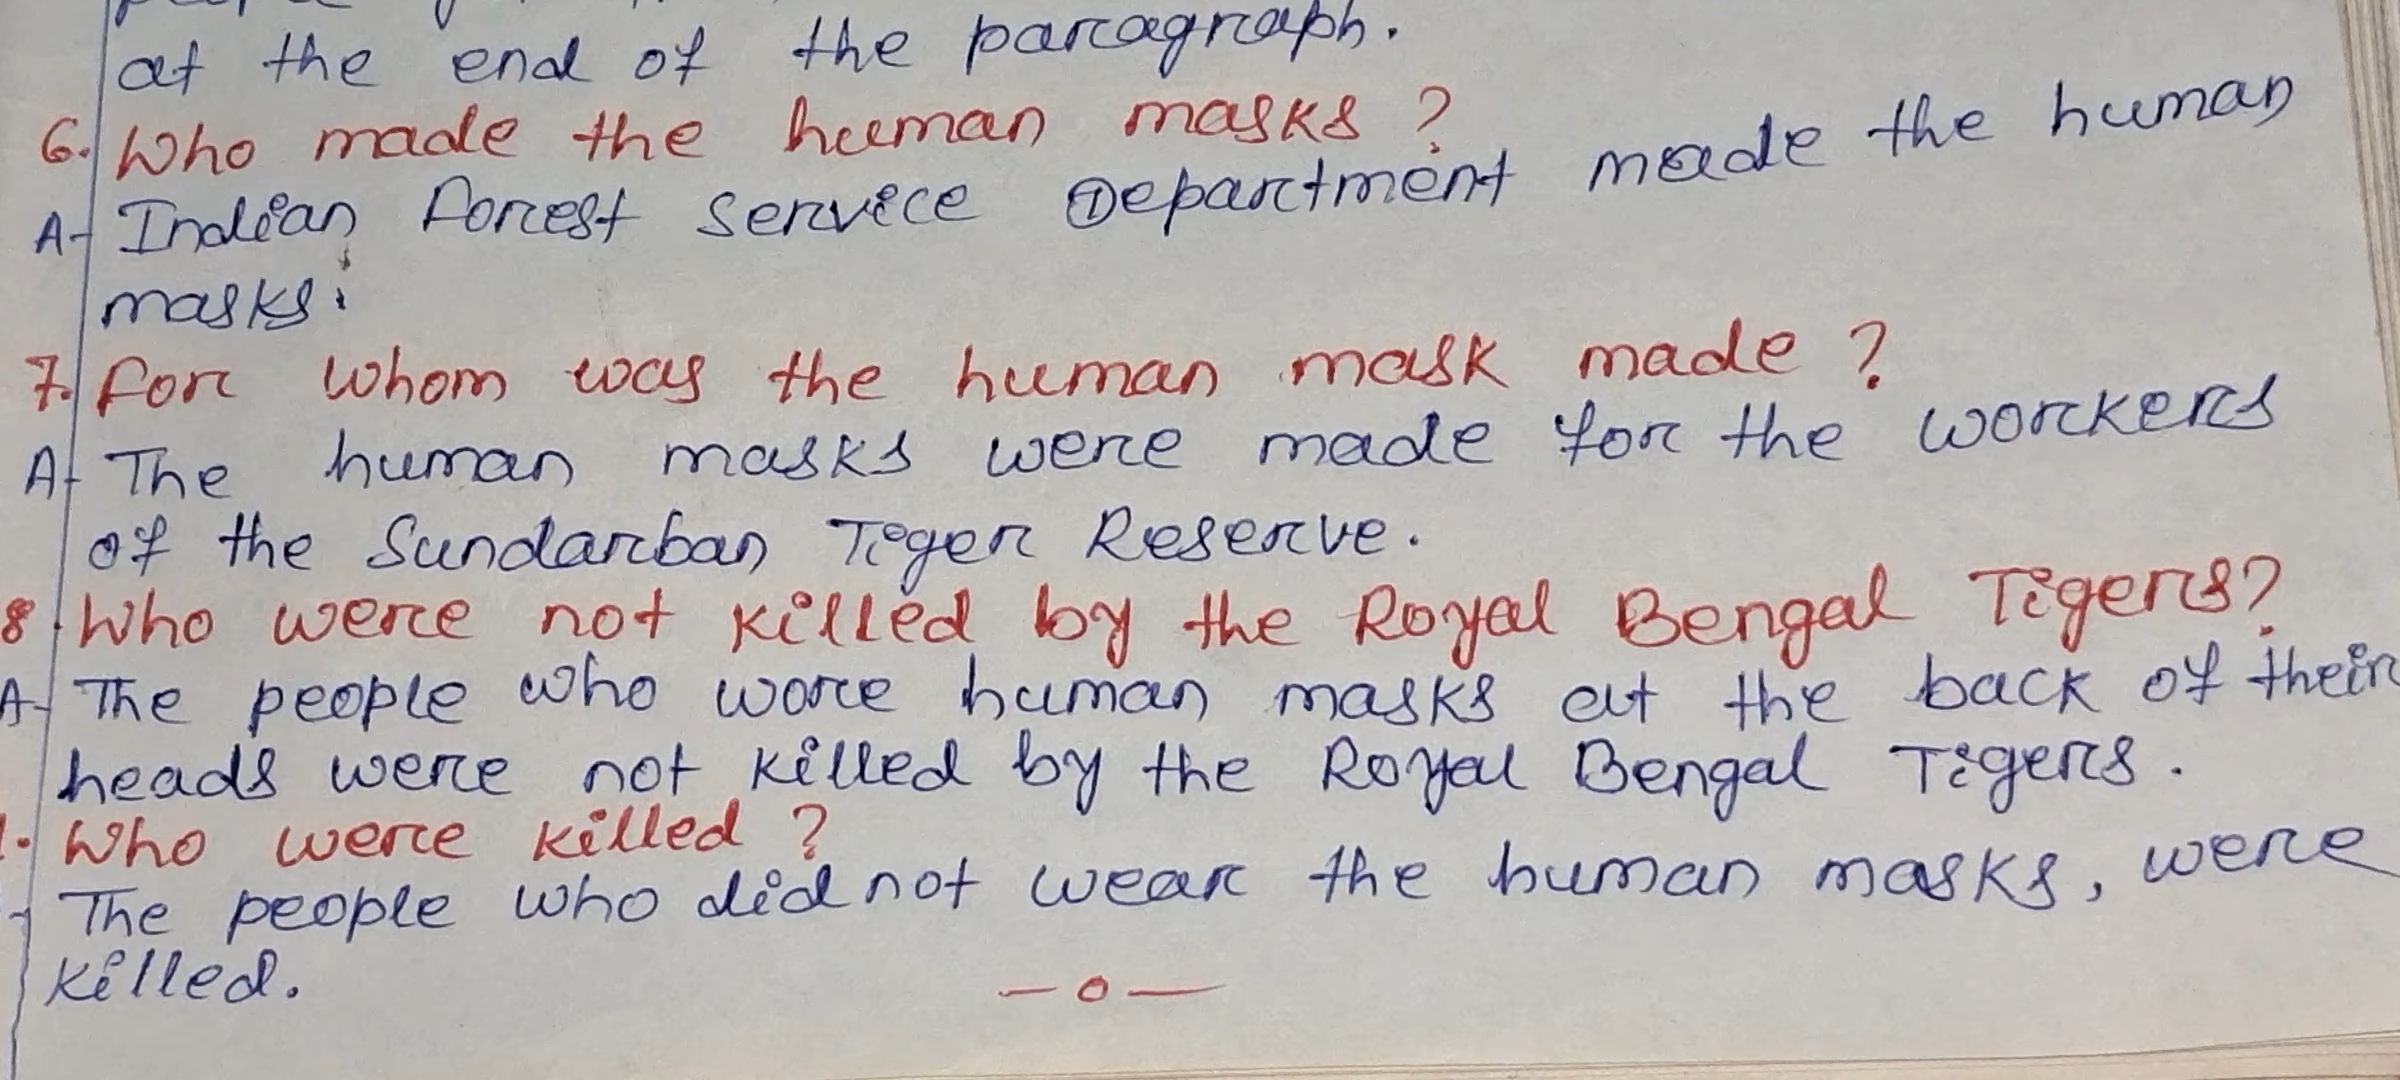 at the end of the paragraph.
6. Who made the human masks ?
A- Indian Forest Service Department made the human
masks.
7. For whom was the human mask made ?
A- The human masks were made for the workers
of the Sundarban Tiger Reserve.
8. Who were not killed by the Royal Bengal Tigers?
A- The people who wore human masks at the back of their
heads were not killed by the Royal Bengal Tigers.
Who were killed ?
The people who did not wear the human masks, were
killed.
—o—